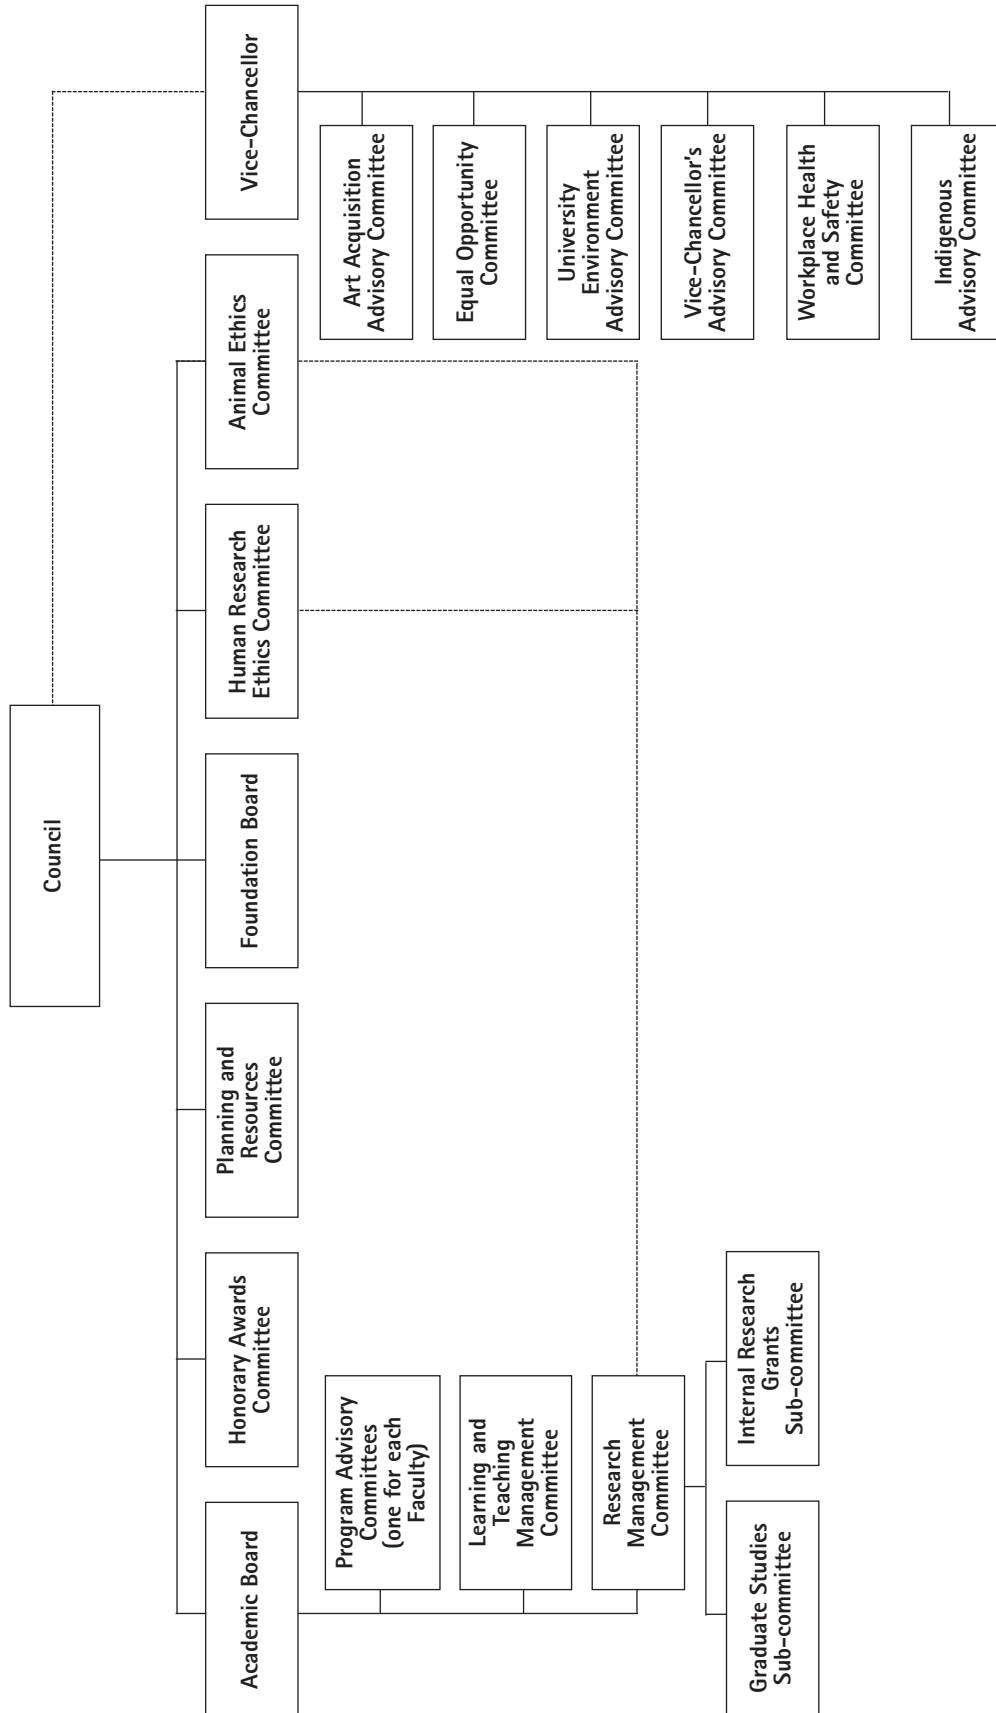 Council
Academic Board
Honorary Awards
Committee
Planning and
Resources
Committee
Foundation Board
Human Research
Ethics Committee
Animal Ethics
Committee
Vice-Chancellor
Program Advisory
Committees
(one for each
Faculty)
Learning and
Teaching
Management
Committee
Research
Management
Committee
Graduate Studies
Sub-committee
Internal Research
Grants
Sub-committee
Art Acquisition
Advisory Committee
Equal Opportunity
Committee
University
Environment
Advisory Committee
Vice-Chancellor's
Advisory Committee
Workplace Health
and Safety
Committee
Indigenous
Advisory Committee